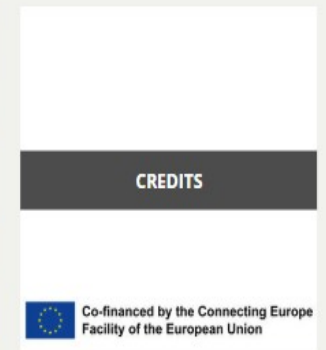 CREDITS
Co-financed by the Connecting Europe
Facility of the European Union